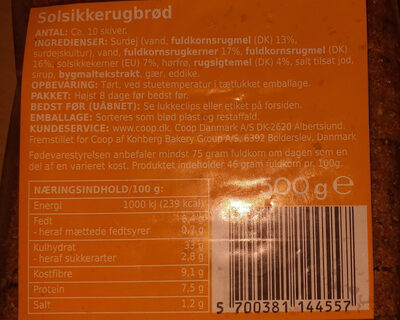 Solsikkerugbrød
ANTAL: Ca. 10 skiver.
INGREDIENSER: Surdej (vand, fuldkornsrugmel (DK) 13%,
surdejskultur), vand, fuldkornsrugkerner 17%, fuldkornsrugmel (DK)
16%, solsikkekerner (EU) 7%, hørfrø, rugsigtemel (DK) 4%, salt tilsat jod,
sirup, bygmaltekstrakt, gær, eddike.
OPBEVARING: Tørt, ved stuetemperatur i tætlukket emballage.
PAKKET: Højst 8 dage før bedst før.
BEDST FØR (UÅBNET): Se lukkeclips eller etiket på forsiden.
EMBALLAGE: Sorteres som blød plast og restaffald.
KUNDESERVICE: www.coop.dk. Coop Danmark A/S DK-2620 Albertslund.
Fremstillet for Coop af Kohberg Bakery Group A/S, 6392 Bolderslev, Danmark
Fødevarestyrelsen anbefaler mindst 75 gram fuldkorn om dagen som en
del af en varieret kost. Produktet indeholder 46 gram fuldkorn pr. 100g.
500 g e
NÆRINGSINDHOLD/100 g:
Energi 1000 kJ (239 kcal)
Fedt
- heraf mættede fedtsyrer 0,7 g
Kulhydrat 33 g
- heraf sukkerarter 2,8 g
Kostfibre 9,1 g
Protein 7,5 g
Salt 1,2 g
5 700381 144557